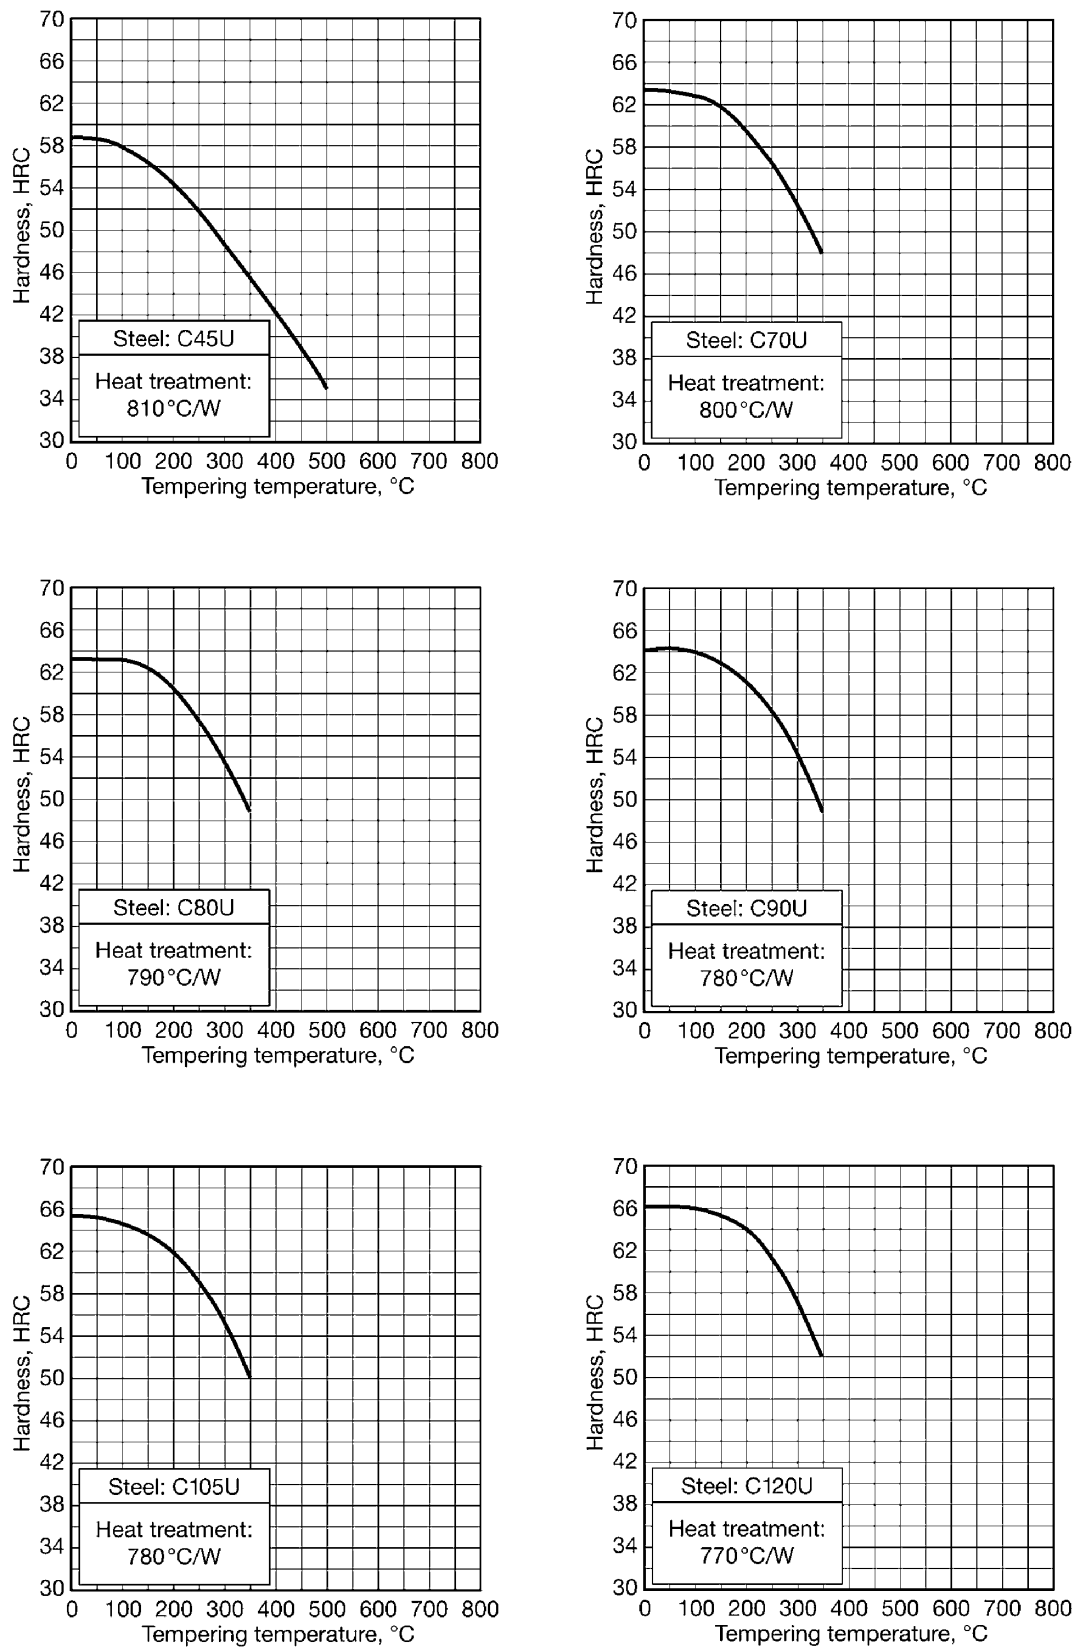 70
66
62
58
54
50
46
42
38
34
30
Hardness, HRC
Steel: C45U
Heat treatment:
810°C/W
0 100 200 300 400 500 600 700 800
Tempering temperature, °C
70
66
62
58
54
50
46
42
38
34
30
Hardness, HRC
Steel: C70U
Heat treatment:
800°C/W
0 100 200 300 400 500 600 700 800
Tempering temperature, °C
70
66
62
58
54
50
46
42
38
34
30
Hardness, HRC
Steel: C80U
Heat treatment:
790°C/W
0 100 200 300 400 500 600 700 800
Tempering temperature, °C
70
66
62
58
54
50
46
42
38
34
30
Hardness, HRC
Steel: C90U
Heat treatment:
780°C/W
0 100 200 300 400 500 600 700 800
Tempering temperature, °C
70
66
62
58
54
50
46
42
38
34
30
Hardness, HRC
Steel: C105U
Heat treatment:
780°C/W
0 100 200 300 400 500 600 700 800
Tempering temperature, °C
70
66
62
58
54
50
46
42
38
34
30
Hardness, HRC
Steel: C120U
Heat treatment:
770°C/W
0 100 200 300 400 500 600 700 800
Tempering temperature, °C